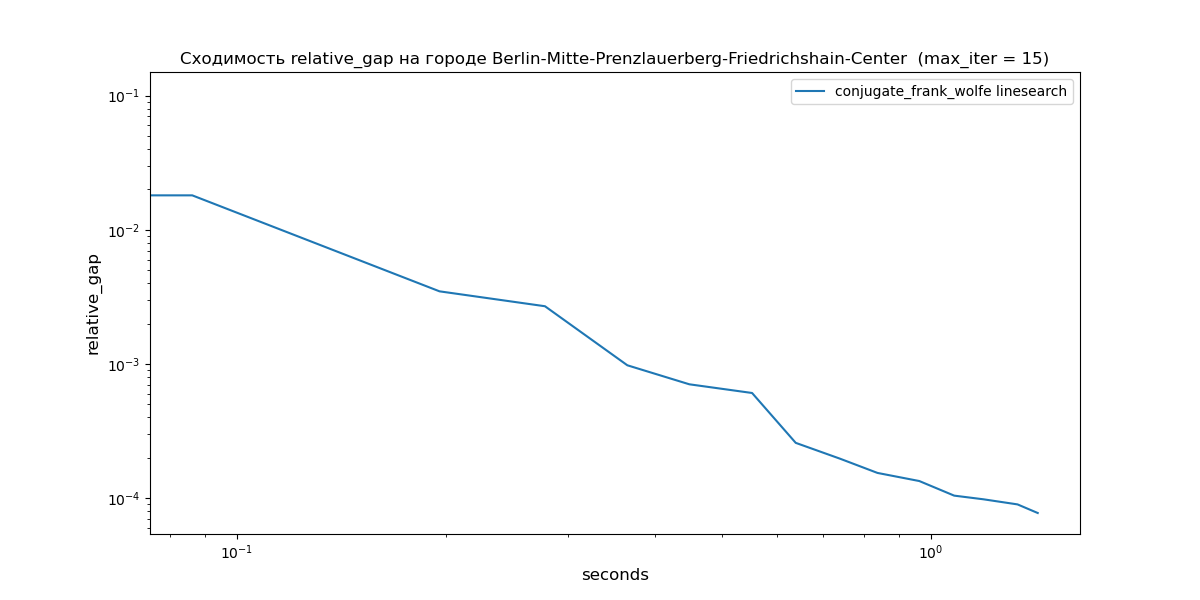 Сходимость relative_gap на городе Berlin-Mitte-Prenzlauerberg-Friedrichshain-Center  (max_iter = 15)
conjugate_frank_wolfe linesearch
10⁻¹
10⁻²
10⁻³
10⁻⁴
relative_gap
10⁻¹
10⁰
seconds